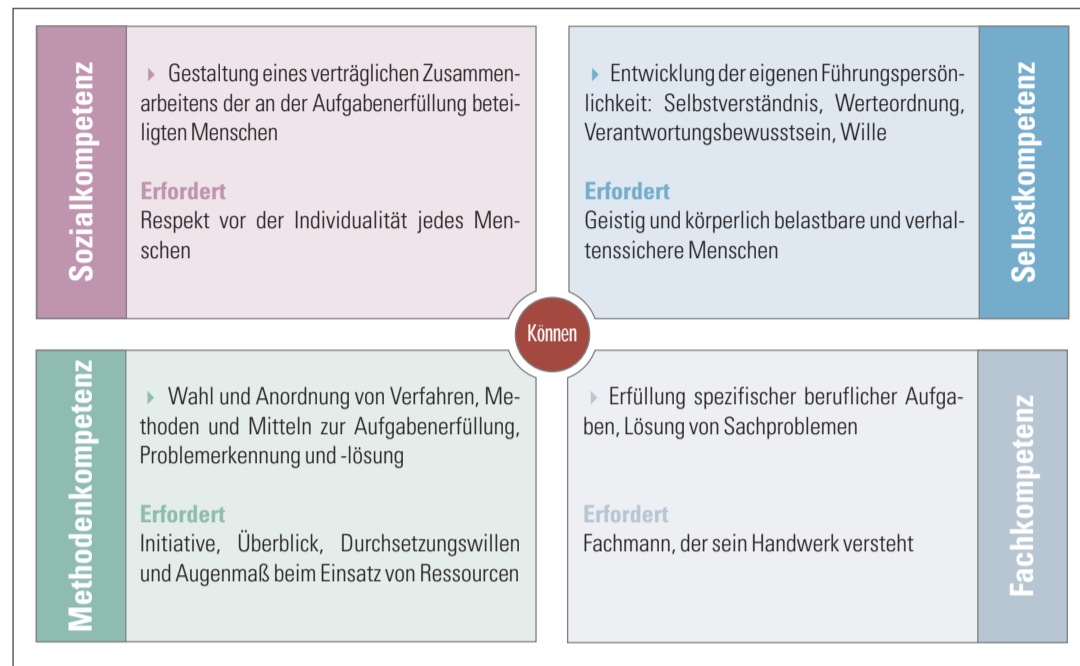 Sozialkompetenz
▸ Gestaltung eines verträglichen Zusammen-
arbeitens der an der Aufgabenerfüllung betei-
ligten Menschen
Erfordert
Respekt vor der Individualität jedes Men-
schen
▸ Entwicklung der eigenen Führungspersön-
lichkeit: Selbstverständnis, Werteordnung,
Verantwortungsbewusstsein, Wille
Erfordert
Geistig und körperlich belastbare und verhal-
tenssichere Menschen
Selbstkompetenz
Können
Methodenkompetenz
▸ Wahl und Anordnung von Verfahren, Me-
thoden und Mitteln zur Aufgabenerfüllung,
Problemerkennung und -lösung
Erfordert
Initiative, Überblick, Durchsetzungswillen
und Augenmaß beim Einsatz von Ressourcen
▸ Erfüllung spezifischer beruflicher Aufga-
ben, Lösung von Sachproblemen
Erfordert
Fachmann, der sein Handwerk versteht
Fachkompetenz